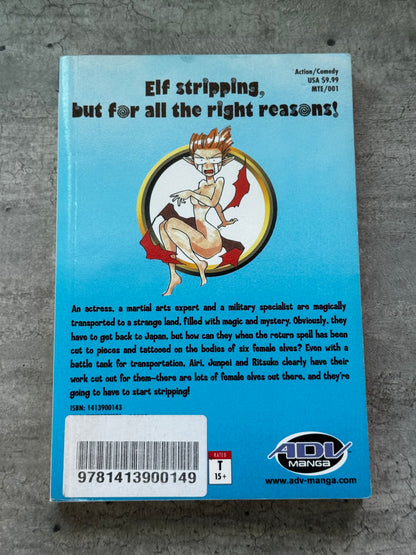 Action/Comedy
USA $9.99
MTE/001
Elf stripping,
but for all the right reasons!
An actress, a martial arts expert and a military specialist are magically
transported to a strange land, filled with magic and mystery. Obviously, they
have to get back to Japan, but how can they when the return spell has been
cut to pieces and tattooed on the bodies of six female elves? Even with a
battle tank for transportation, Airi, Junpei and Ritsuko clearly have their
work cut out for them–there are lots of female elves out there, and they're
going to have to start stripping!
ISBN: 1413900143
9781413900149
RATED
T
15+
ADV
MANGA
™
www.adv-manga.com